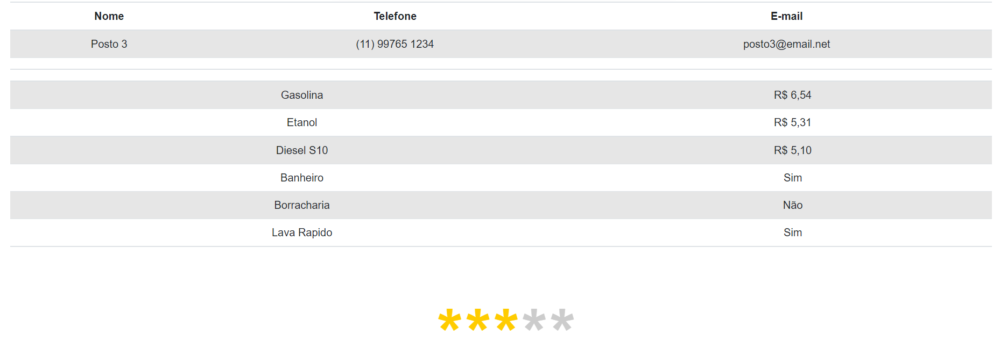 Nome Telefone E-mail
Posto 3 (11) 99765 1234 posto3@email.net
Gasolina R$ 6,54
Etanol R$ 5,31
Diesel S10 R$ 5,10
Banheiro Sim
Borracharia Não
Lava Rapido Sim
*****